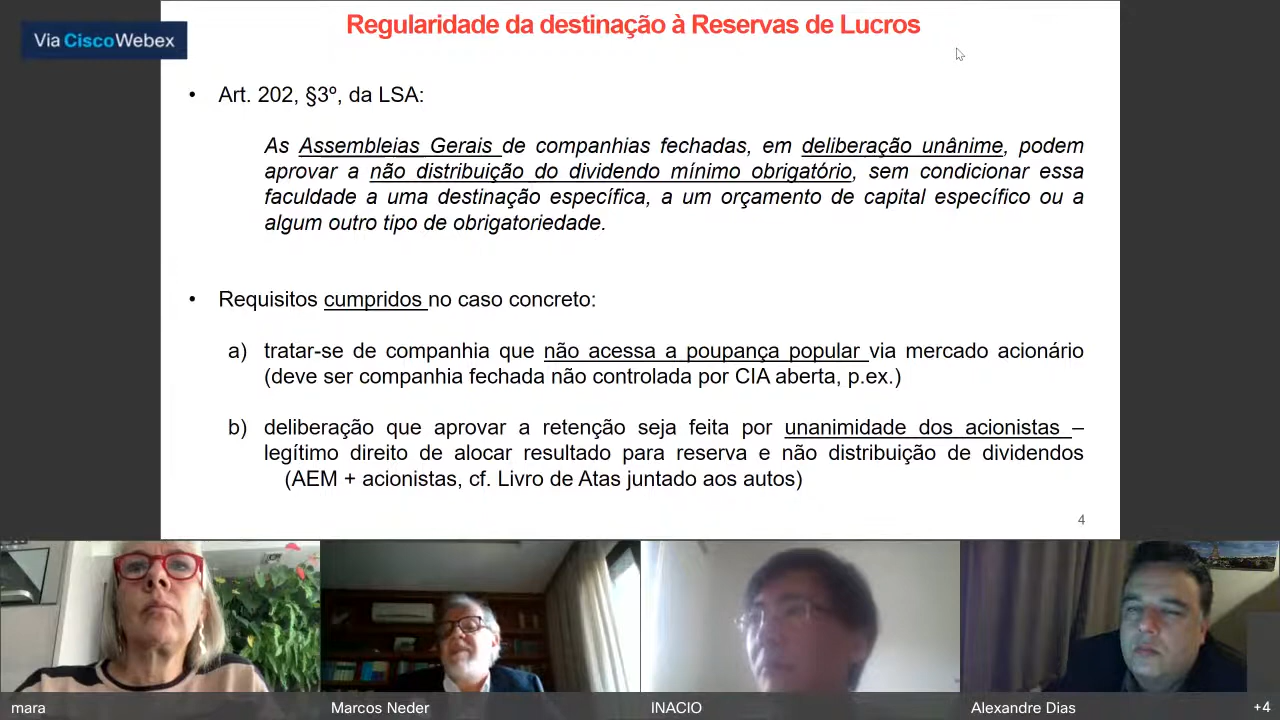 Via Cisco Webex
Regularidade da destinação à Reservas de Lucros
• Art. 202, §3º, da LSA:
As Assembleias Gerais de companhias fechadas, em deliberação unânime, podem
aprovar a não distribuição do dividendo mínimo obrigatório, sem condicionar essa
faculdade a uma destinação específica, a um orçamento de capital específico ou a
algum outro tipo de obrigatoriedade.
• Requisitos cumpridos no caso concreto:
a) tratar-se de companhia que não acessa a poupança popular via mercado acionário
(deve ser companhia fechada não controlada por CIA aberta, p.ex.)
b) deliberação que aprovar a retenção seja feita por unanimidade dos acionistas –
legítimo direito de alocar resultado para reserva e não distribuição de dividendos
(AEM + acionistas, cf. Livro de Atas juntado aos autos)
4
mara
Marcos Neder
INACIO
Alexandre Dias
+4